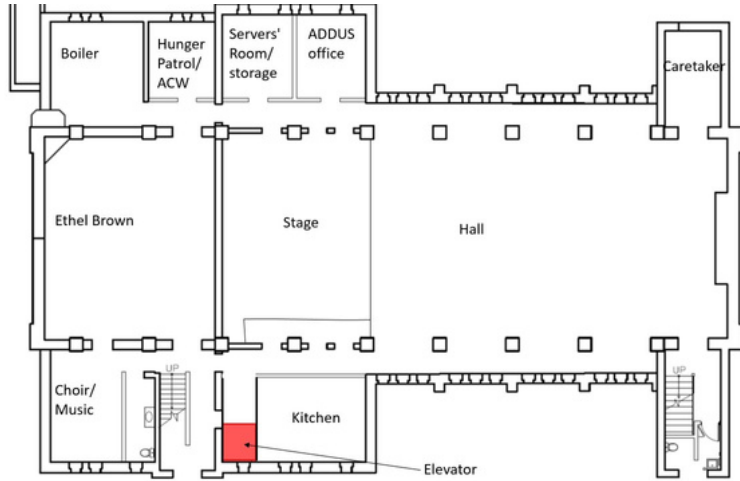 Boiler
Hunger
Patrol/
ACW
Servers'
Room/
storage
ADDUS
office
Caretaker
Ethel Brown
Stage
Hall
UP
UP
Choir/
Music
Kitchen
Elevator